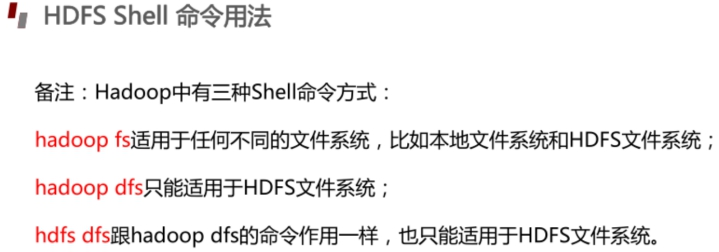 HDFS Shell 命令用法
备注：Hadoop中有三种Shell命令方式：
hadoop fs适用于任何不同的文件系统，比如本地文件系统和HDFS文件系统；
hadoop dfs只能适用于HDFS文件系统；
hdfs dfs跟hadoop dfs的命令作用一样，也只能适用于HDFS文件系统。